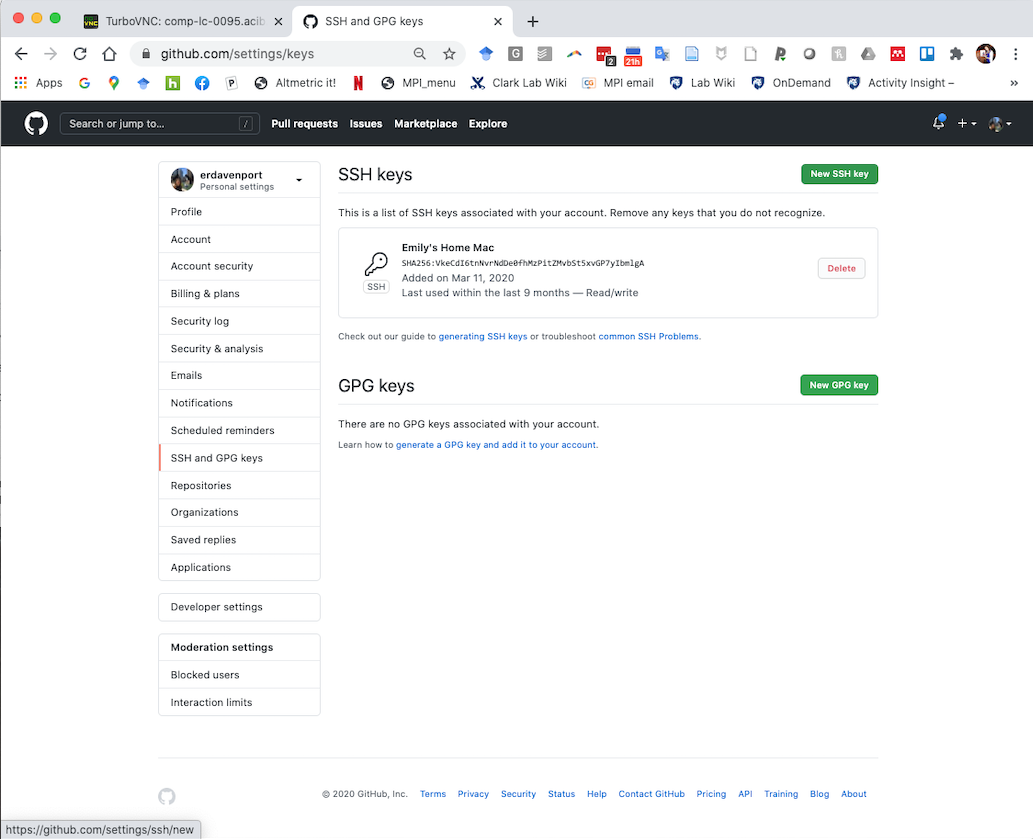 TurboVNC: comp-ic-0095.acib
SSH and GPG keys
github.com/settings/keys
2
21h
Apps
Altmetric it!
MPI_menu
Clark Lab Wiki
MPI email
Lab Wiki
OnDemand
Activity Insight –
»
Search or jump to... /
Pull requests
Issues
Marketplace
Explore
erdavenport
Personal settings
Profile
Account
Account security
Billing & plans
Security log
Security & analysis
Emails
Notifications
Scheduled reminders
SSH and GPG keys
Repositories
Organizations
Saved replies
Applications
Developer settings
Moderation settings
Blocked users
Interaction limits
SSH keys
New SSH key
This is a list of SSH keys associated with your account. Remove any keys that you do not recognize.
Emily's Home Mac
SHA256:VkeCdI6tnNvrNdDe0fhMzPitZMvbSt5xvGP7yIbmlgA
Added on Mar 11, 2020
Last used within the last 9 months — Read/write
SSH
Delete
Check out our guide to generating SSH keys or troubleshoot common SSH Problems.
GPG keys
New GPG key
There are no GPG keys associated with your account.
Learn how to generate a GPG key and add it to your account.
© 2020 GitHub, Inc.
Terms
Privacy
Security
Status
Help
Contact GitHub
Pricing
API
Training
Blog
About
https://github.com/settings/ssh/new